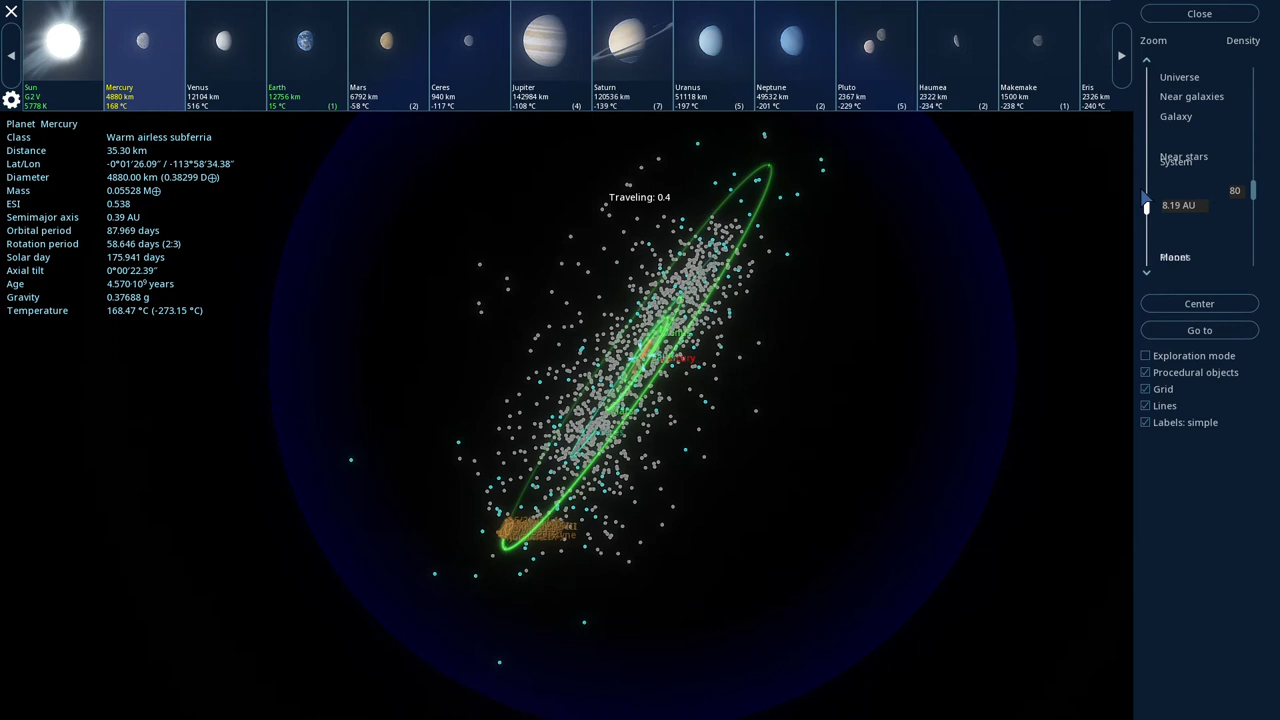 Sun
G2 V
5778 K
Mercury
4880 km
168 °C
Venus
12104 km
516 °C
Earth
12756 km
15 °C (1)
Mars
6792 km
-58 °C (2)
Ceres
940 km
-117 °C
Jupiter
142984 km
-108 °C (4)
Saturn
120536 km
-139 °C (7)
Uranus
51118 km
-197 °C (5)
Neptune
49532 km
-201 °C (2)
Pluto
2367 km
-229 °C (5)
Haumea
2322 km
-234 °C (2)
Makemake
1500 km
-238 °C (1)
Eris
2326 km
-240 °C
Planet Mercury
Class Warm airless subferria
Distance 35.30 km
Lat/Lon -0°01′26.09″ / -113°58′34.38″
Diameter 4880.00 km (0.38299 D⊕)
Mass 0.05528 M⊕
ESI 0.538
Semimajor axis 0.39 AU
Orbital period 87.969 days
Rotation period 58.646 days (2:3)
Solar day 175.941 days
Axial tilt 0°00′22.39″
Age 4.570·10⁹ years
Gravity 0.37688 g
Temperature 168.47 °C (-273.15 °C)
Traveling: 0.4
Close
Zoom Density
Universe
Near galaxies
Galaxy
Near stars
System
80
8.19 AU
Center
Go to
Exploration mode
Procedural objects
Grid
Lines
Labels: simple